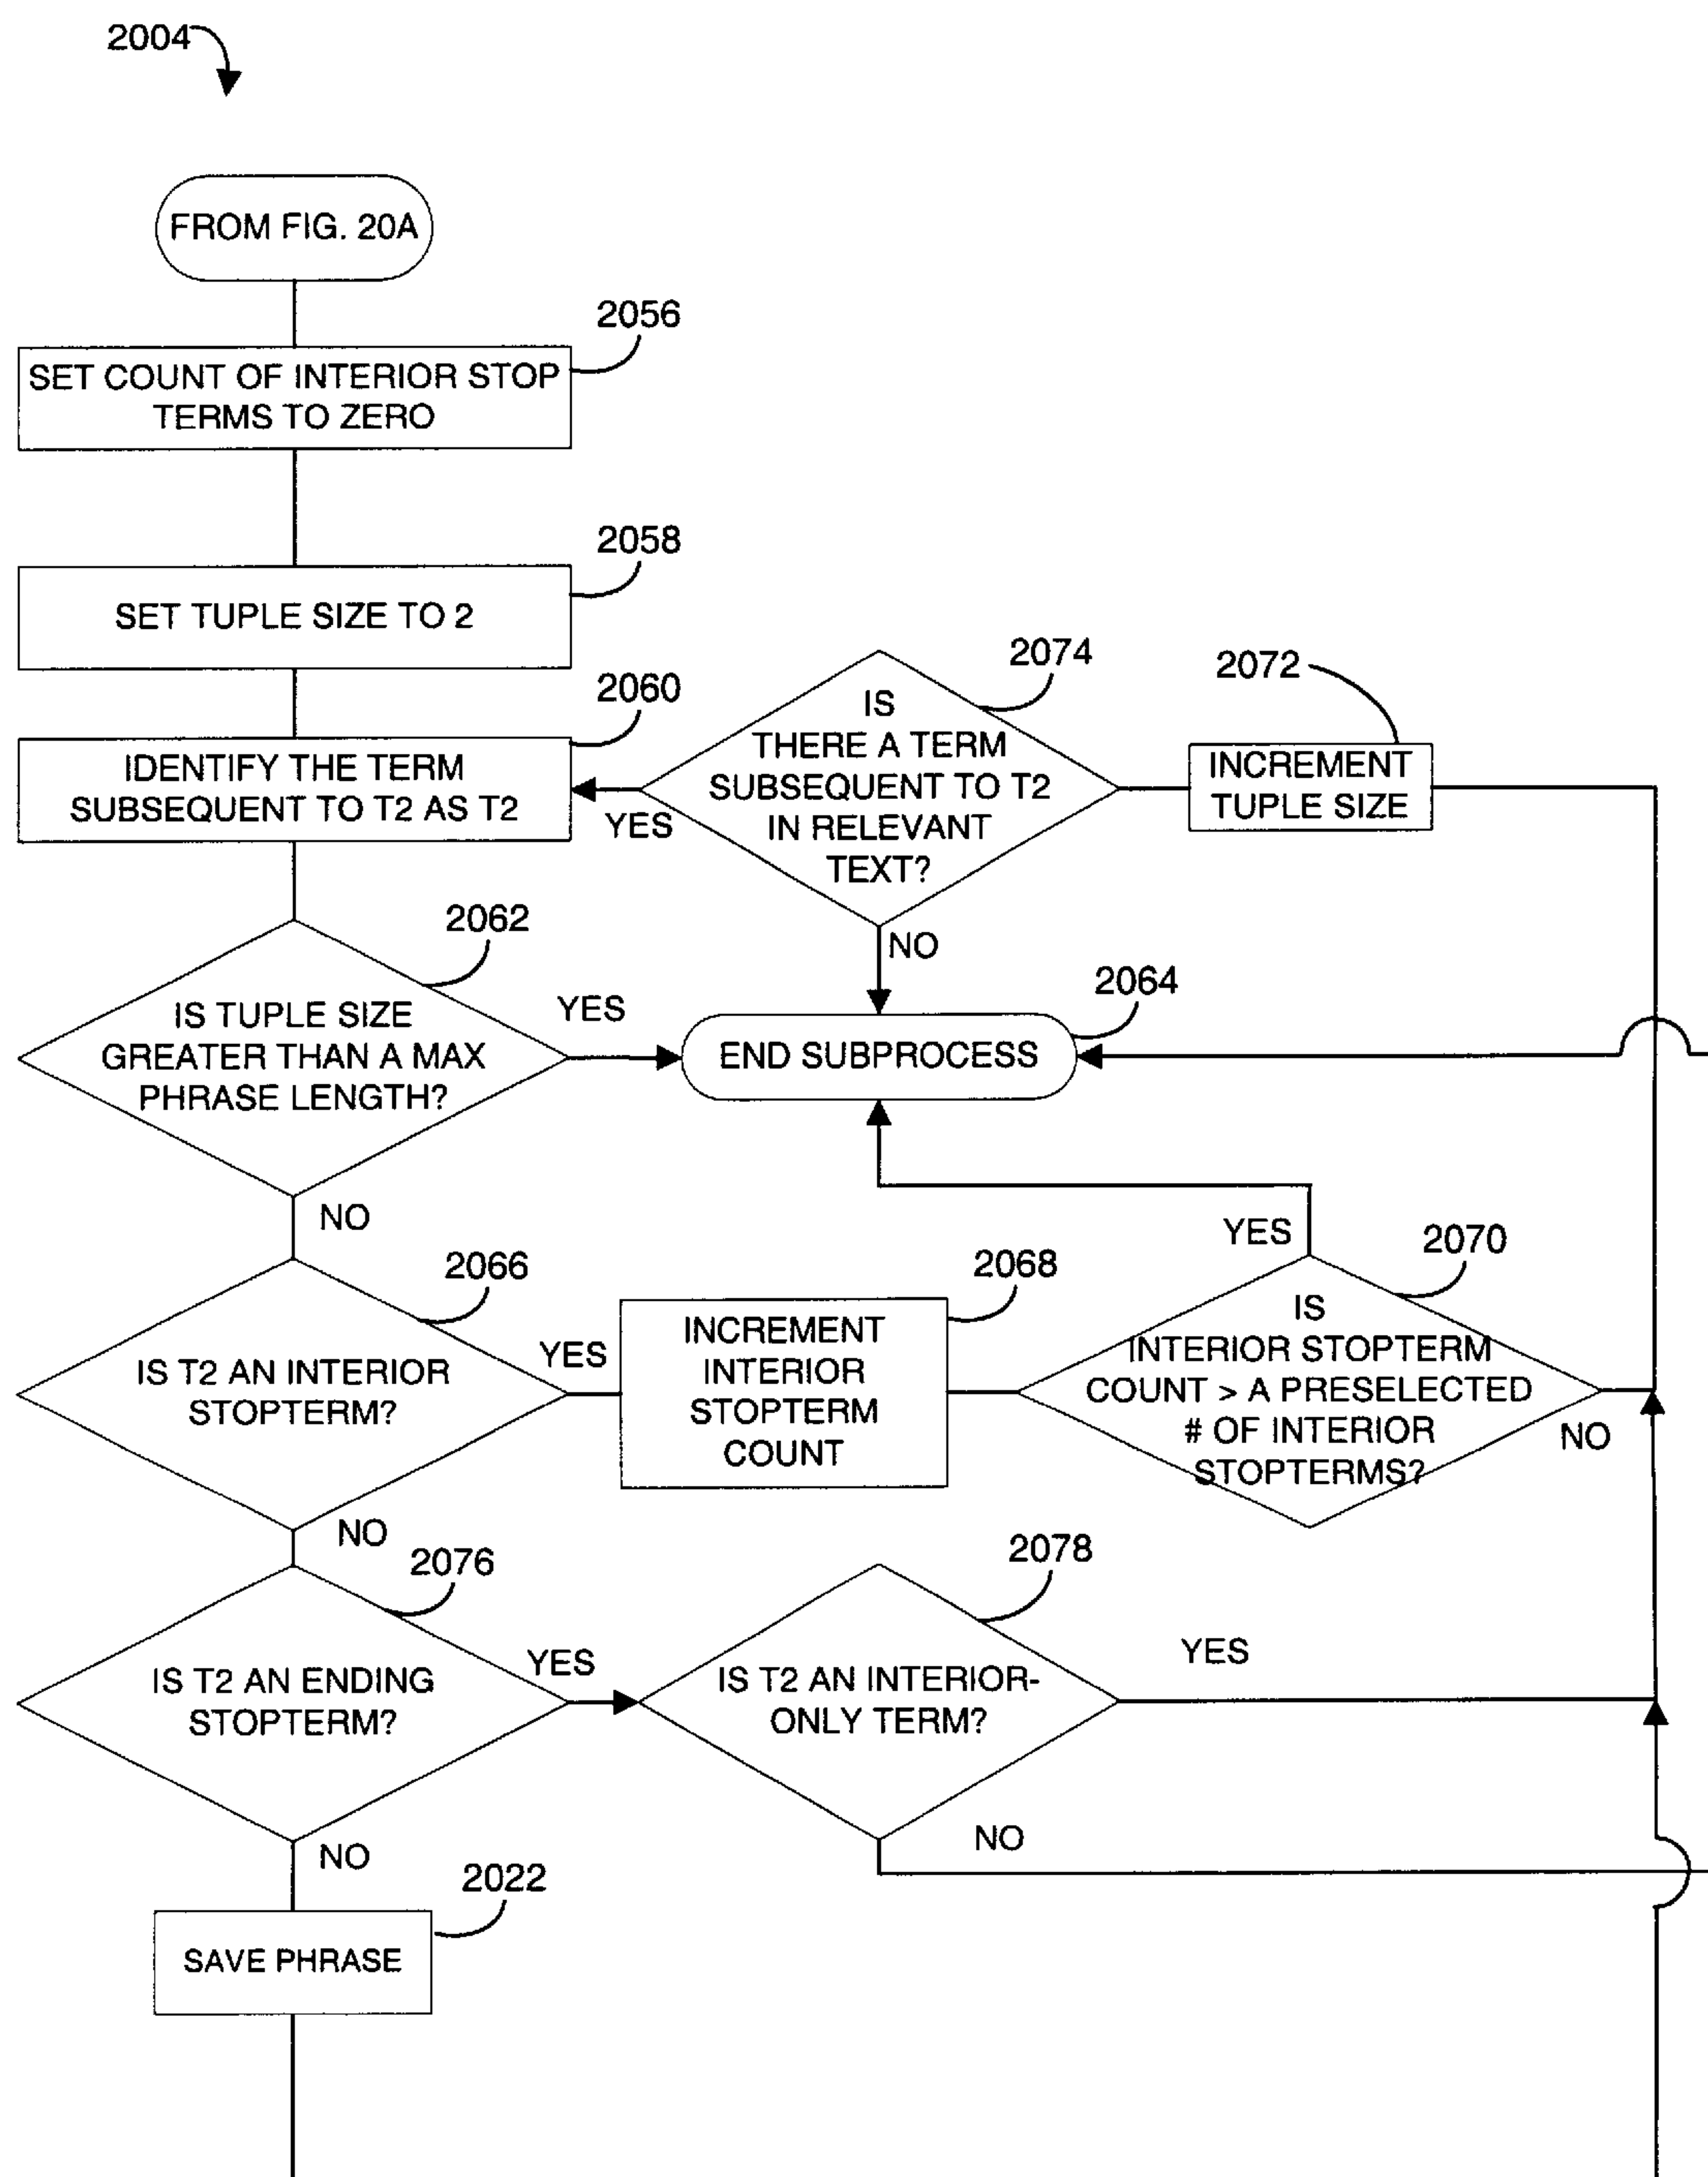 2004
FROM FIG. 20A
2056
SET COUNT OF INTERIOR STOP
TERMS TO ZERO
2058
SET TUPLE SIZE TO 2
2060
IDENTIFY THE TERM
SUBSEQUENT TO T2 AS T2
2074
IS
THERE A TERM
SUBSEQUENT TO T2
IN RELEVANT
TEXT?
YES
NO
2072
INCREMENT
TUPLE SIZE
2062
IS TUPLE SIZE
GREATER THAN A MAX
PHRASE LENGTH?
YES
NO
2064
END SUBPROCESS
2066
IS T2 AN INTERIOR
STOPTERM?
YES
NO
2068
INCREMENT
INTERIOR
STOPTERM
COUNT
2070
YES
IS
INTERIOR STOPTERM
COUNT > A PRESELECTED
# OF INTERIOR
STOPTERMS?
NO
2076
IS T2 AN ENDING
STOPTERM?
YES
NO
2078
IS T2 AN INTERIOR-
ONLY TERM?
YES
NO
2022
SAVE PHRASE